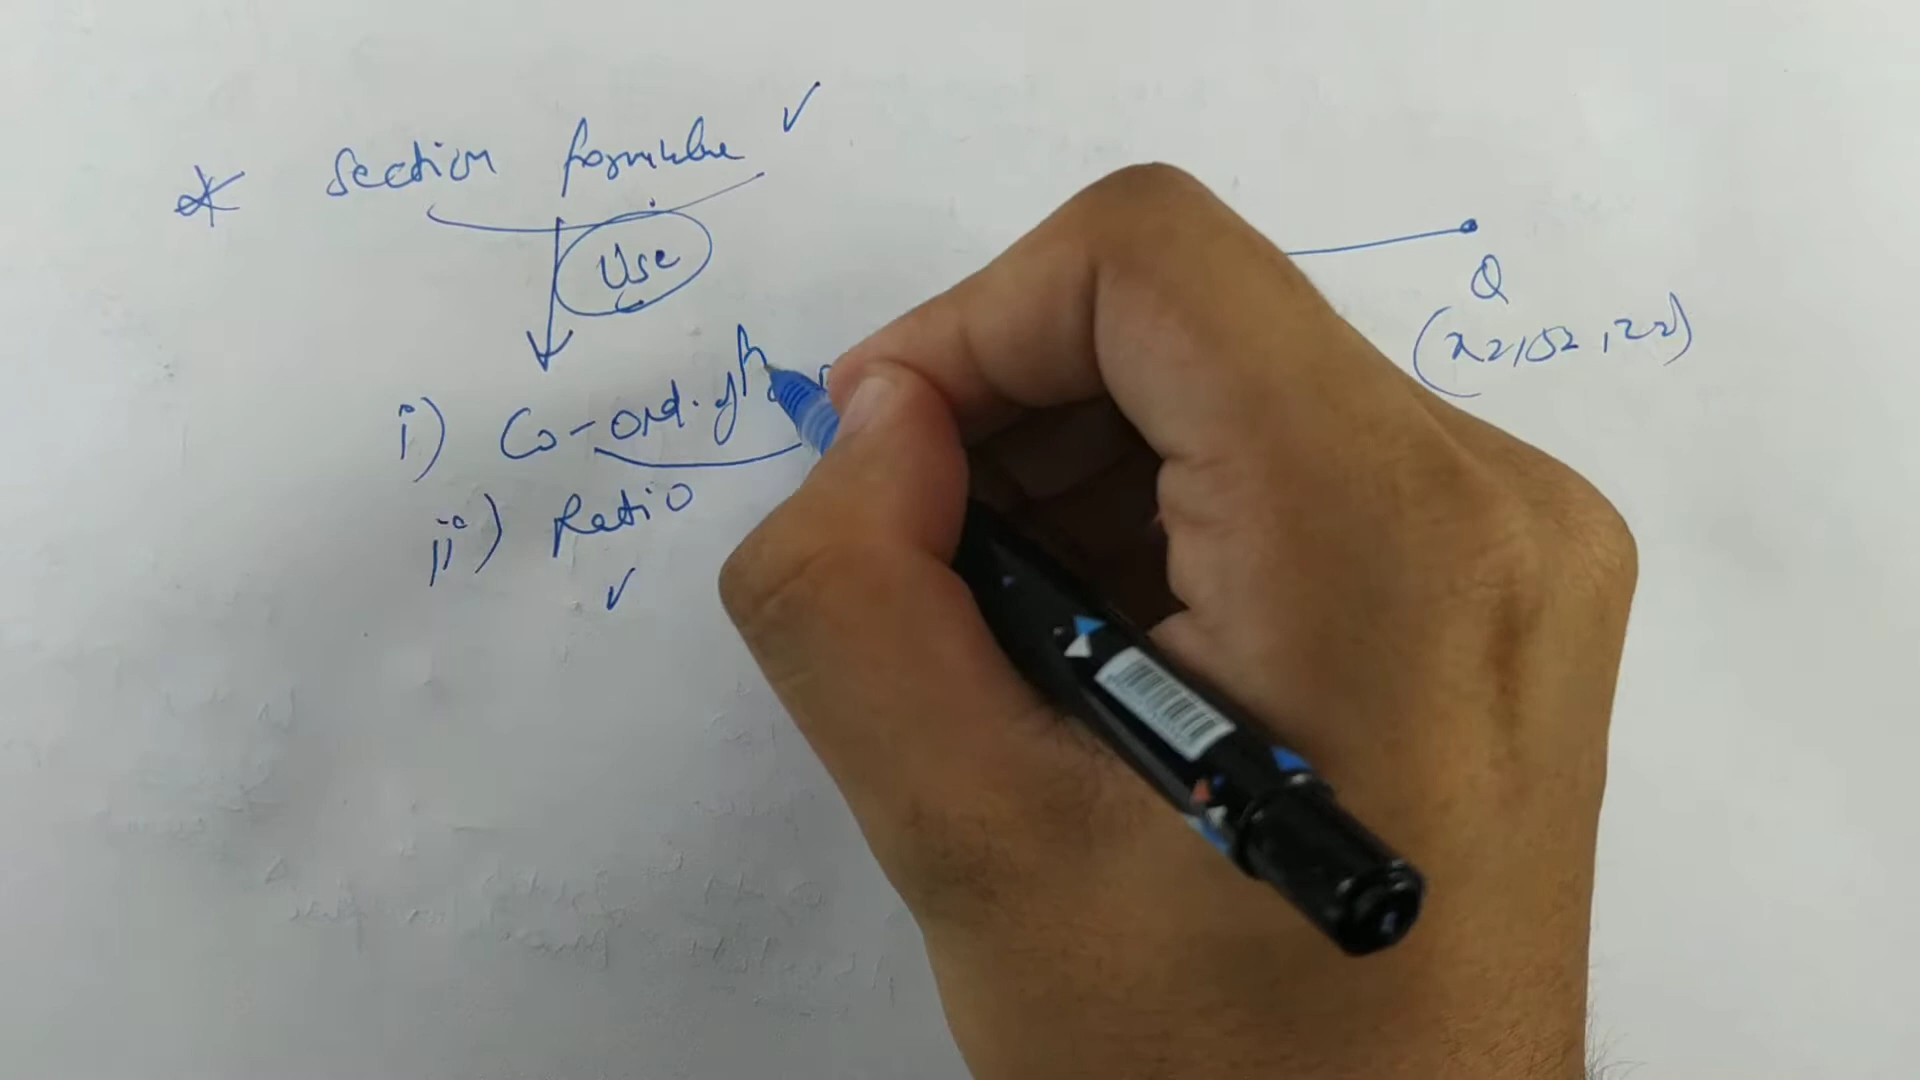 * Section formulae ✓
Use
Q
(x2, y2, z2)
i) Co-ord. of
ii) Ratio
✓